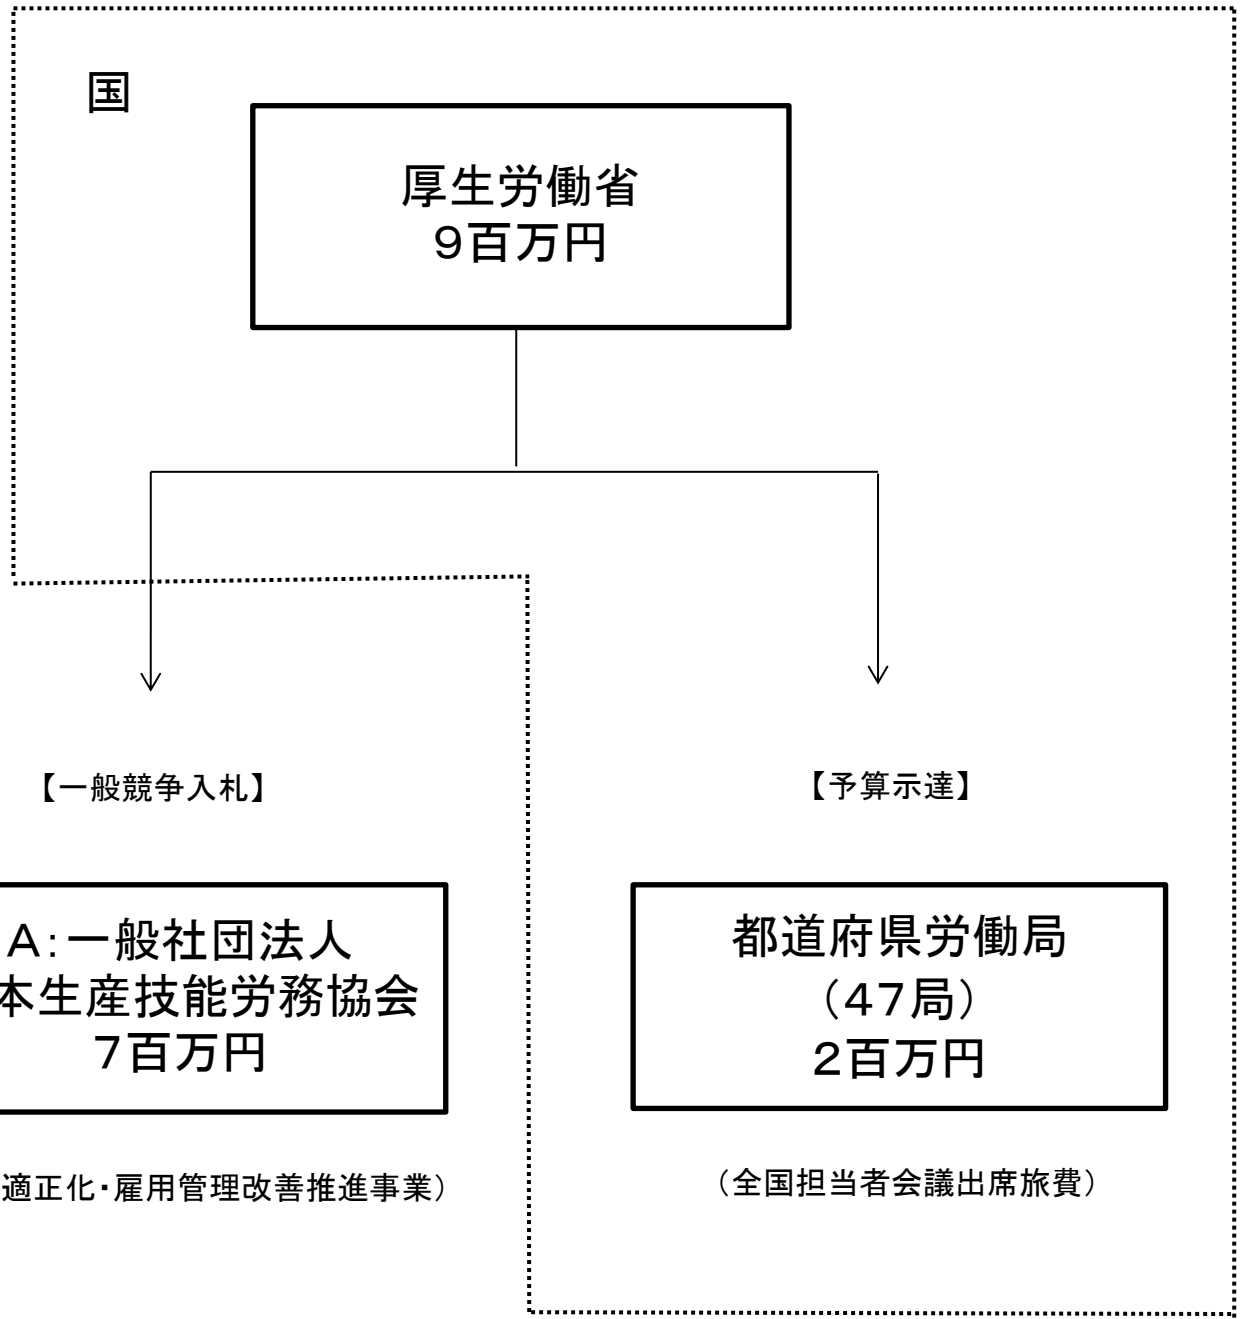 国
厚生労働省
９百万円
【一般競争入札】
【予算示達】
A：一般社団法人
本生産技能労務協会
７百万円
都道府県労働局
（４７局）
２百万円
適正化・雇用管理改善推進事業）
（全国担当者会議出席旅費）